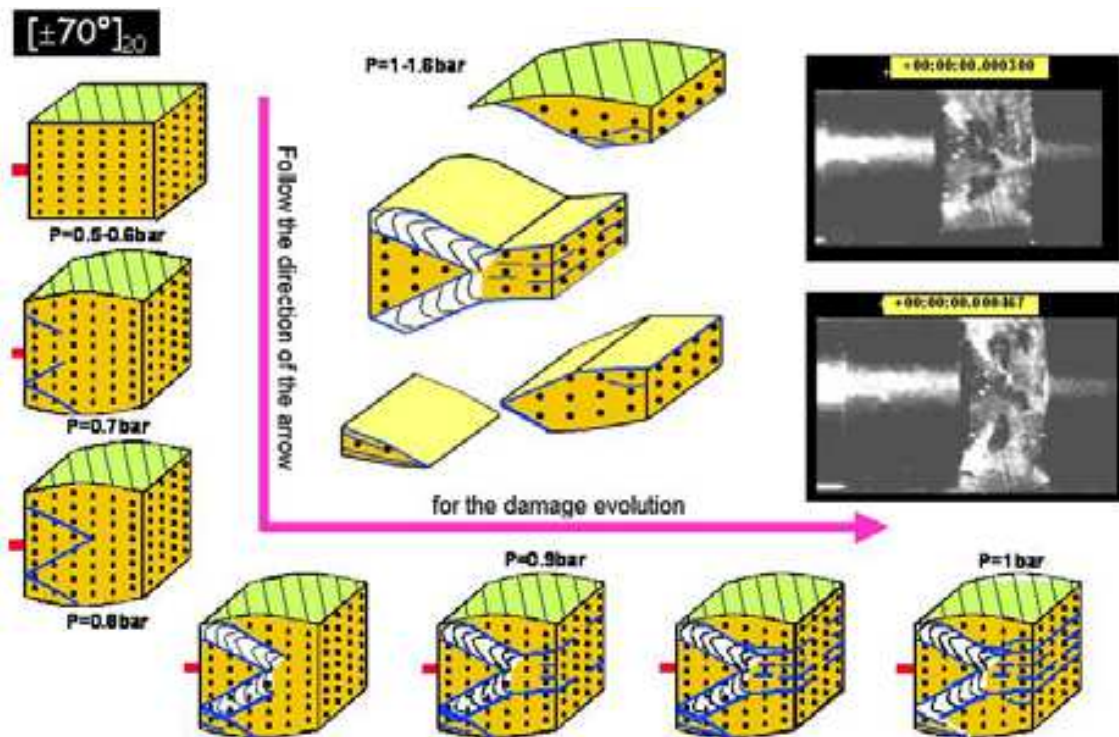 [±70°]20
P=1-1.6bar
+00:00:00.000300
P=0.5-0.6bar
Follow the direction of the arrow
P=0.7bar
+00:00:00.000467
P=0.8bar
for the damage evolution
P=0.9bar
P=1bar